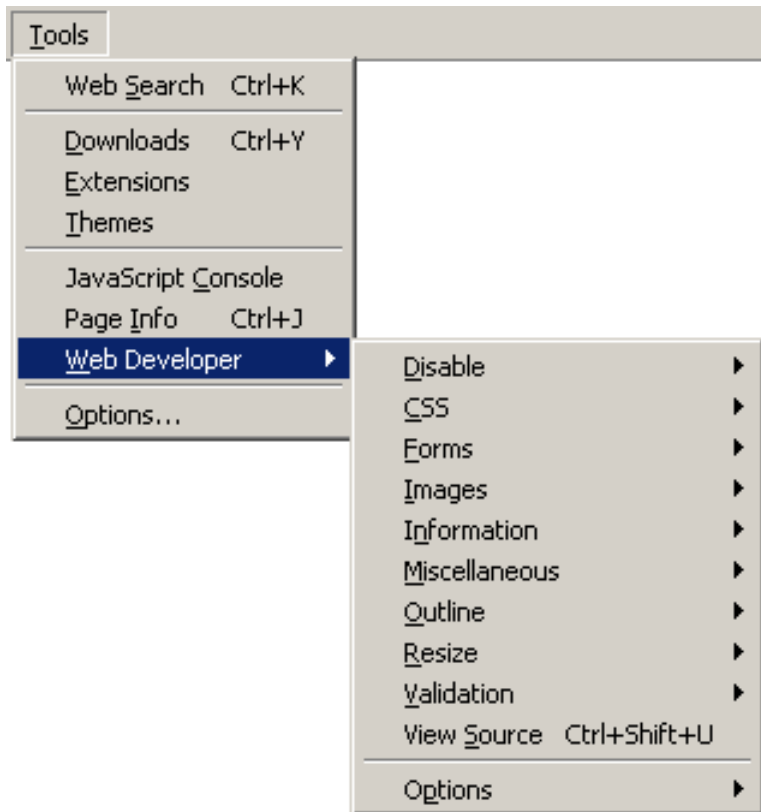 Tools
Web Search Ctrl+K
Downloads Ctrl+Y
Extensions
Themes
JavaScript Console
Page Info Ctrl+J
Web Developer
Options...
Disable
CSS
Forms
Images
Information
Miscellaneous
Outline
Resize
Validation
View Source Ctrl+Shift+U
Options